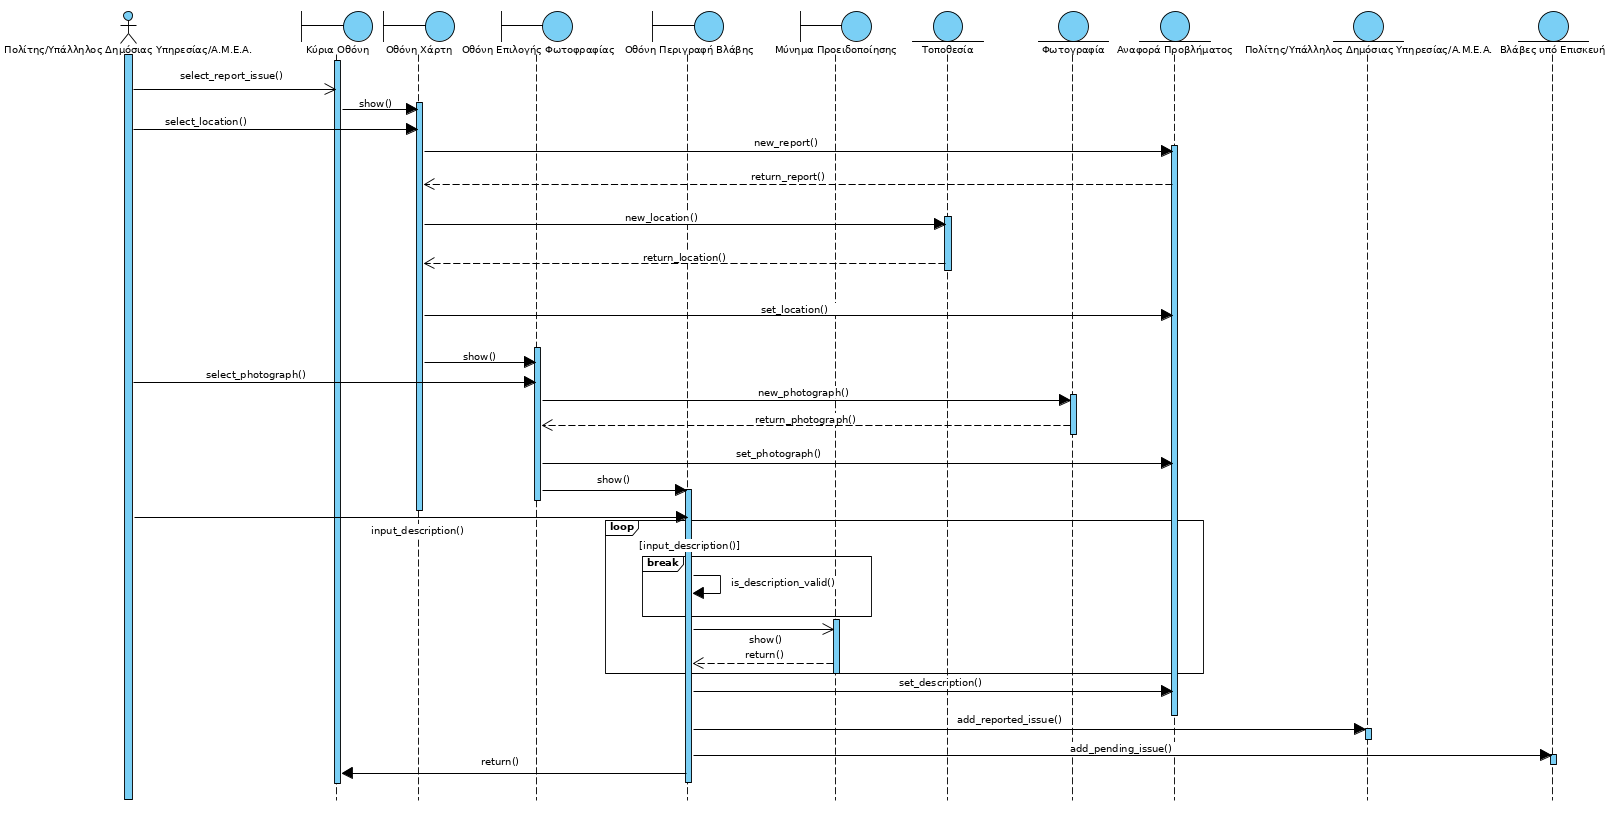 Πολίτης/Υπάλληλος Δημόσιας Υπηρεσίας/Α.Μ.Ε.Α.
Κύρια Οθόνη
Οθόνη Χάρτη
Οθόνη Επιλογής Φωτοφραφίας
Οθόνη Περιγραφή Βλάβης
Μύνημα Προειδοποίησης
Τοποθεσία
Φωτογραφία
Αναφορά Προβλήματος
Πολίτης/Υπάλληλος Δημόσιας Υπηρεσίας/Α.Μ.Ε.Α.
Βλάβες υπό Επισκευή
select_report_issue()
show()
select_location()
new_report()
return_report()
new_location()
return_location()
set_location()
show()
select_photograph()
new_photograph()
return_photograph()
set_photograph()
show()
input_description()
loop
[input_description()]
break
is_description_valid()
show()
return()
set_description()
add_reported_issue()
add_pending_issue()
return()